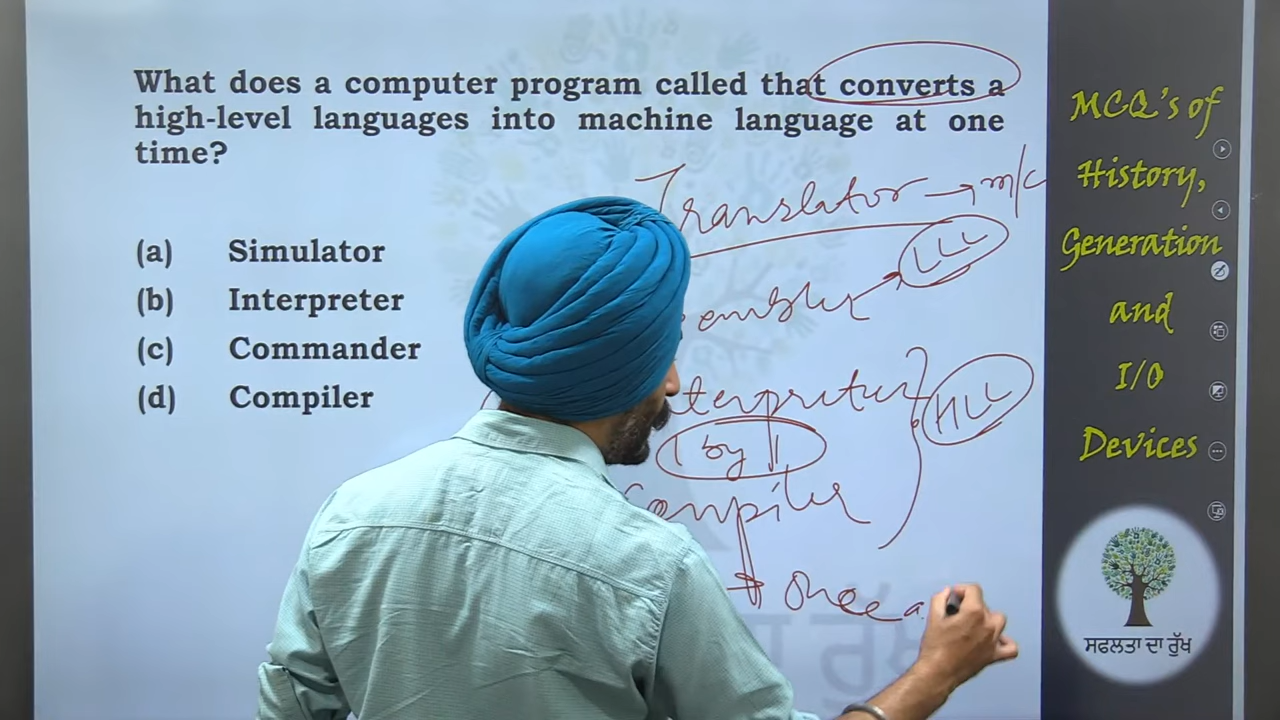 What does a computer program called that converts a
high-level languages into machine language at one
time?
(a) Simulator
(b) Interpreter
(c) Commander
(d) Compiler
Translator → m/c
LLL
HLL
1 by 1
Compiler
Once a
MCQ's of
History,
Generation
and
I/O
Devices
ਸਫਲਤਾ ਦਾ ਰੁੱਖ